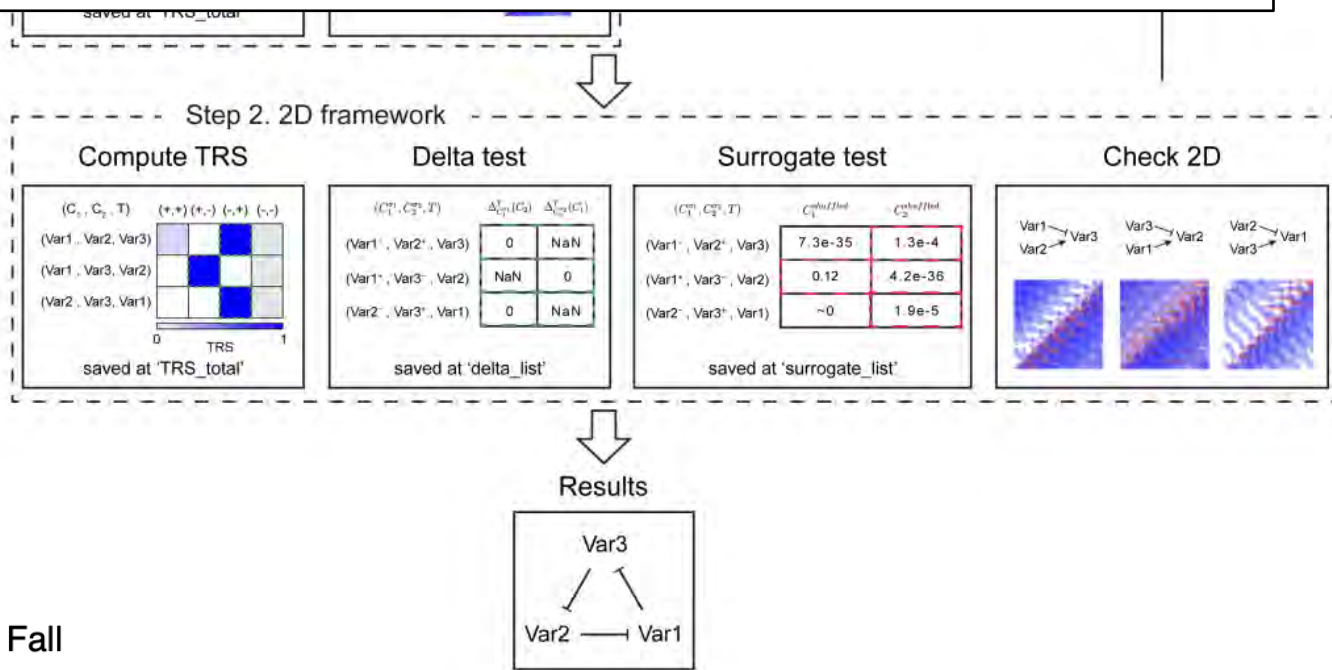 saved at 'TRS_total'
Step 2. 2D framework
Compute TRS
(C₁ , C₂ , T) (+,+) (+,-) (-,+) (-,-)
(Var1 , Var2, Var3)
(Var1 , Var3, Var2)
(Var2 , Var3, Var1)
0 1
TRS
saved at 'TRS_total'
Delta test
(Var1⁻ , Var2⁺ , Var3) 0 NaN
(Var1⁺ , Var3⁻ , Var2) NaN 0
(Var2⁻ , Var3⁺ , Var1) 0 NaN
saved at 'delta_list'
Surrogate test
(Var1⁻ , Var2⁺ , Var3) 7.3e-35 1.3e-4
(Var1⁺ , Var3⁻ , Var2) 0.12 4.2e-36
(Var2⁻ , Var3⁺ , Var1) ~0 1.9e-5
saved at 'surrogate_list'
Check 2D
Var1 Var3
Var2
Var3 Var2
Var1
Var2 Var1
Var3
Results
Var3
Var2 Var1
Fall